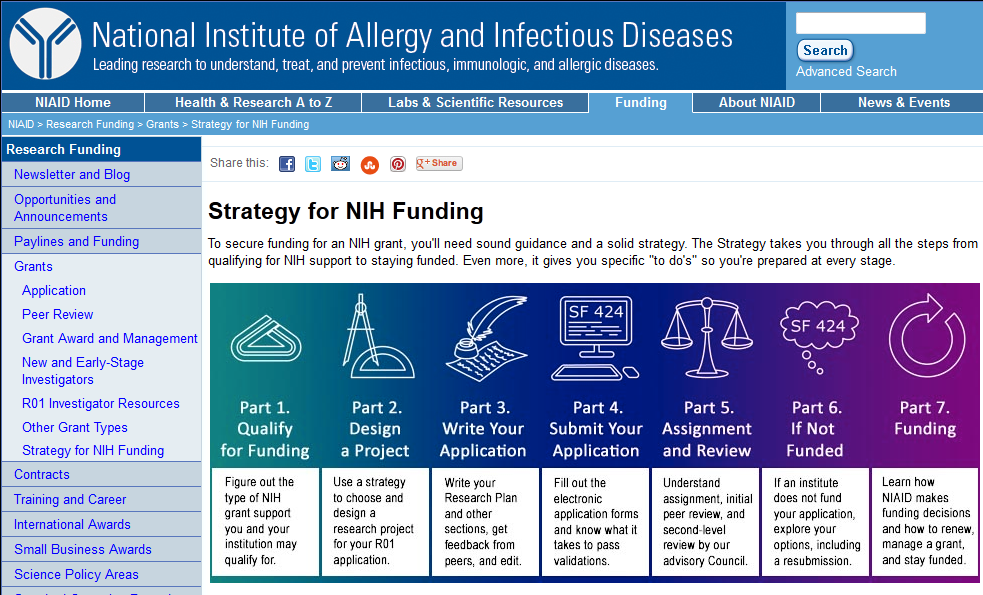 National Institute of Allergy and Infectious Diseases
Leading research to understand, treat, and prevent infectious, immunologic, and allergic diseases.
Search
Advanced Search
NIAID Home
Health & Research A to Z
Labs & Scientific Resources
Funding
About NIAID
News & Events
NIAID > Research Funding > Grants > Strategy for NIH Funding
Research Funding
Newsletter and Blog
Opportunities and
Announcements
Paylines and Funding
Grants
Application
Peer Review
Grant Award and Management
New and Early-Stage
Investigators
R01 Investigator Resources
Other Grant Types
Strategy for NIH Funding
Contracts
Training and Career
International Awards
Small Business Awards
Science Policy Areas
Share this:
g+ Share
Strategy for NIH Funding
To secure funding for an NIH grant, you'll need sound guidance and a solid strategy. The Strategy takes you through all the steps from
qualifying for NIH support to staying funded. Even more, it gives you specific "to do's" so you're prepared at every stage.
Part 1.
Qualify
for Funding
Figure out the
type of NIH
grant support
you and your
institution may
qualify for.
Part 2.
Design
a Project
Use a strategy
to choose and
design a
research project
for your R01
application.
Part 3.
Write Your
Application
Write your
Research Plan
and other
sections, get
feedback from
peers, and edit.
SF 424
Part 4.
Submit Your
Application
Fill out the
electronic
application forms
and know what it
takes to pass
validations.
Part 5.
Assignment
and Review
Understand
assignment, initial
peer review, and
second-level
review by our
advisory Council.
SF 424
Part 6.
If Not
Funded
If an institute
does not fund
your application,
explore your
options, including
a resubmission.
Part 7.
Funding
Learn how
NIAID makes
funding decisions
and how to renew,
manage a grant,
and stay funded.